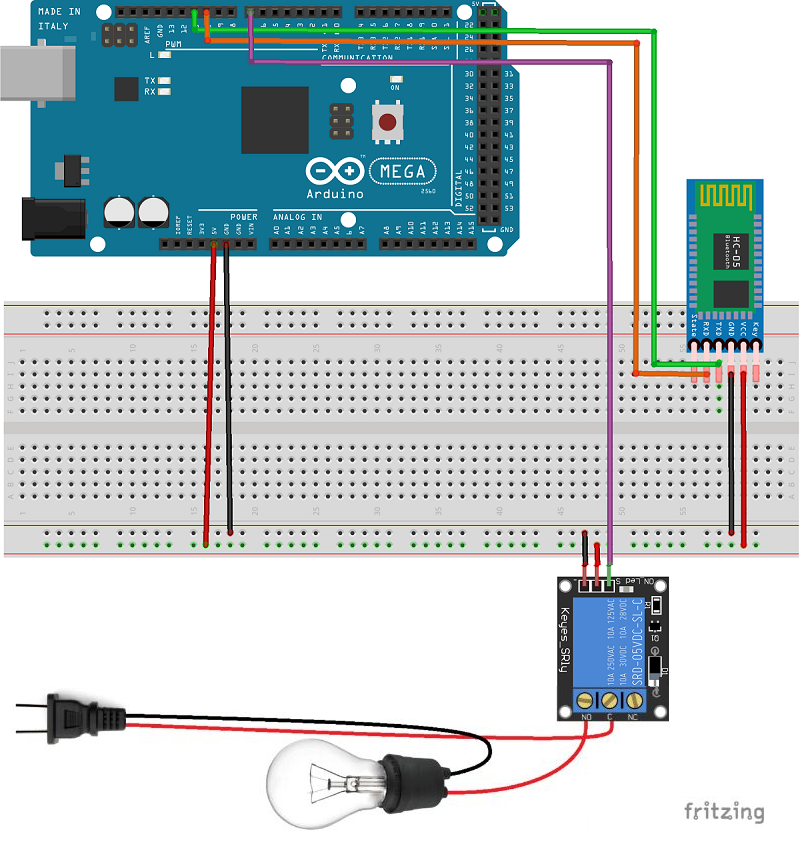 MADE IN
ITALY
AREF
GND
13
12
8
PWM
L
TX
RX
COMMUNICATION
ON
5V
22
24
26
30
32
34
36
38
40
42
44
46
48
50
52
31
33
35
37
39
41
43
45
47
49
51
53
GND
DIGITAL
Arduino
TM
MEGA
2560
POWER
ANALOG IN
IOREF
RESET
3V3
5V
GND
GND
VIN
A0
A1
A2
A3
A4
A5
A6
A7
A8
A9
A10
A11
A12
A13
A14
A15
HC-05
Bluetooth
State
RXD
TXD
GND
VCC
Key
1
5
10
15
20
25
30
35
40
45
50
55
A B C D E
F G H I J
ON Led S
Keyes_SRly
10A 250VAC 10A 125VAC
10A 30VDC 10A 28VDC
SRD-05VDC-SL-C
R1
NO
C
NC
fritzing